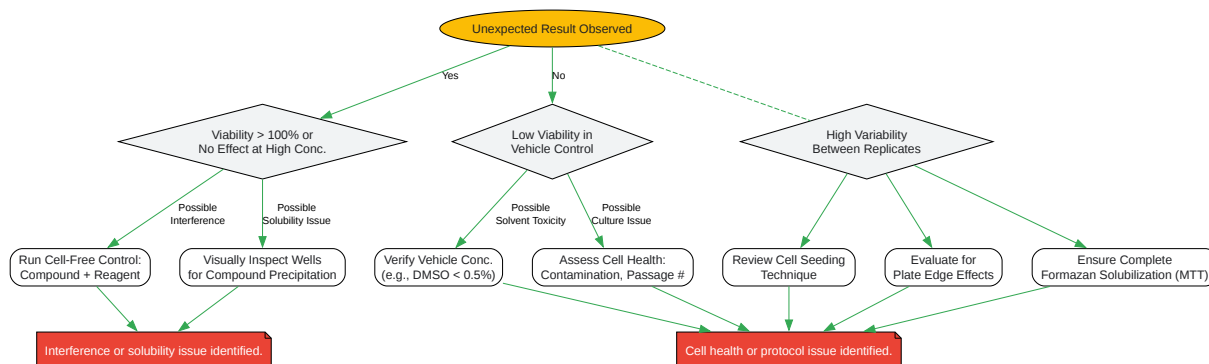 Unexpected Result Observed
Yes
No
Viability > 100% or
No Effect at High Conc.
Low Viability in
Vehicle Control
High Variability
Between Replicates
Possible
Interference
Possible
Solubility Issue
Possible
Solvent Toxicity
Possible
Culture Issue
Run Cell-Free Control:
Compound + Reagent
Visually Inspect Wells
for Compound Precipitation
Verify Vehicle Conc.
(e.g., DMSO < 0.5%)
Assess Cell Health:
Contamination, Passage #
Review Cell Seeding
Technique
Evaluate for
Plate Edge Effects
Ensure Complete
Formazan Solubilization (MTT)
Interference or solubility issue identified.
Cell health or protocol issue identified.